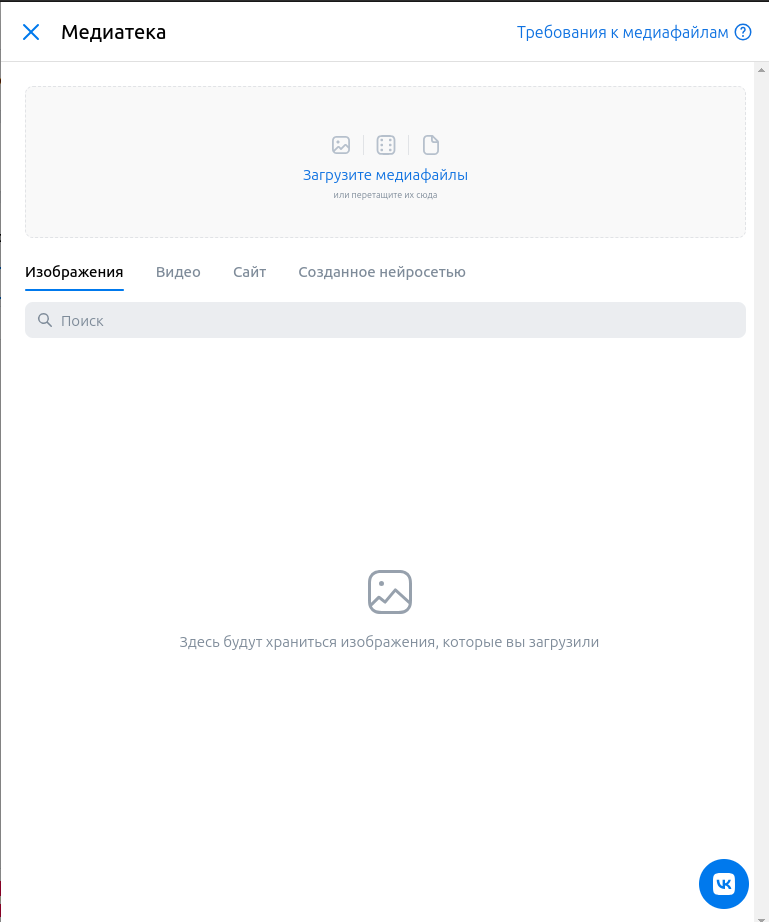 Медиатека
Требования к медиафайлам
Загрузите медиафайлы
или перетащите их сюда
Изображения Видео Сайт Созданное нейросетью
Поиск
Здесь будут храниться изображения, которые вы загрузили